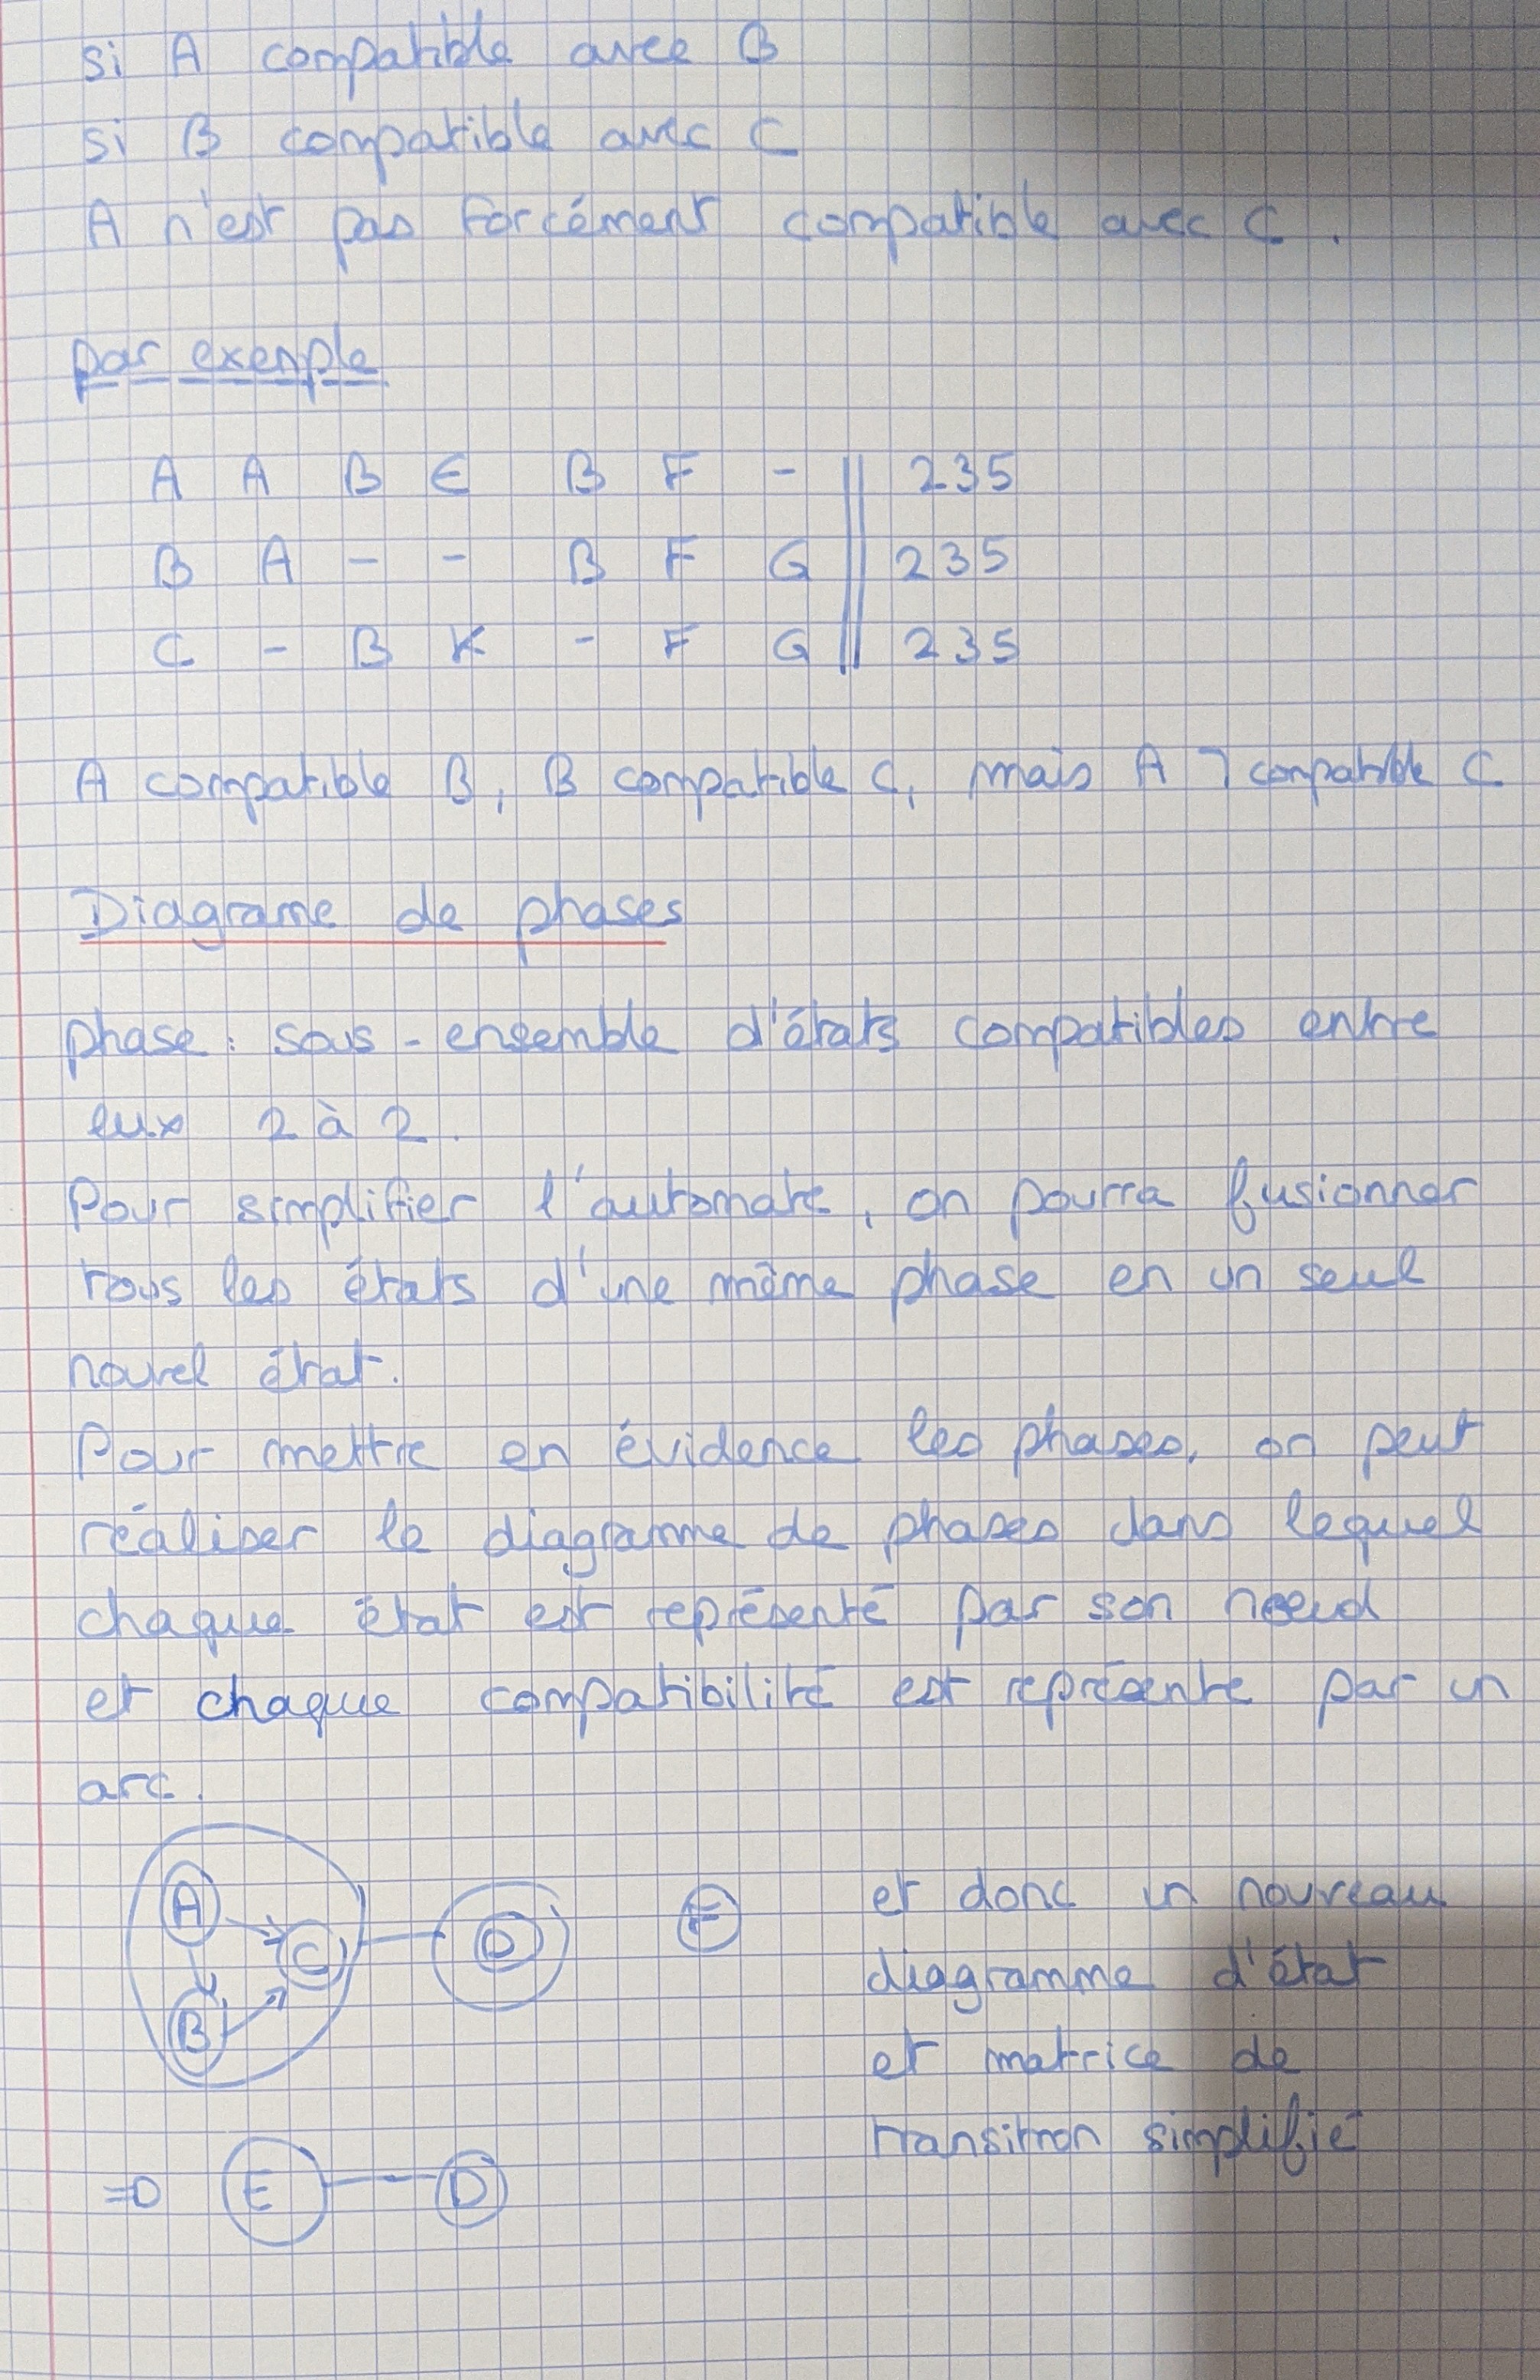 si A compatible avec B
si B compatible avec C
A n'est pas forcément compatible avec C.
par exemple
A A B E B F - || 235
B A - - B F G || 235
C - B K - F G || 235
A compatible B, B compatible C, mais A ¬ compatible C
Diagrame de phases
phase : sous-ensemble d'états compatibles entre
eux 2 à 2.
Pour simplifier l'automate, on pourra fusionner
tous les états d'une même phase en un seul
nouvel état.
Pour mettre en évidence les phases, on peut
réaliser le diagramme de phases dans lequel
chaque état est représenté par son noeud
et chaque compatibilité est représente par un
arc.
A C D F et donc un nouveau
diagramme d'état
B
et matrice de
transition simplifié
=D E D